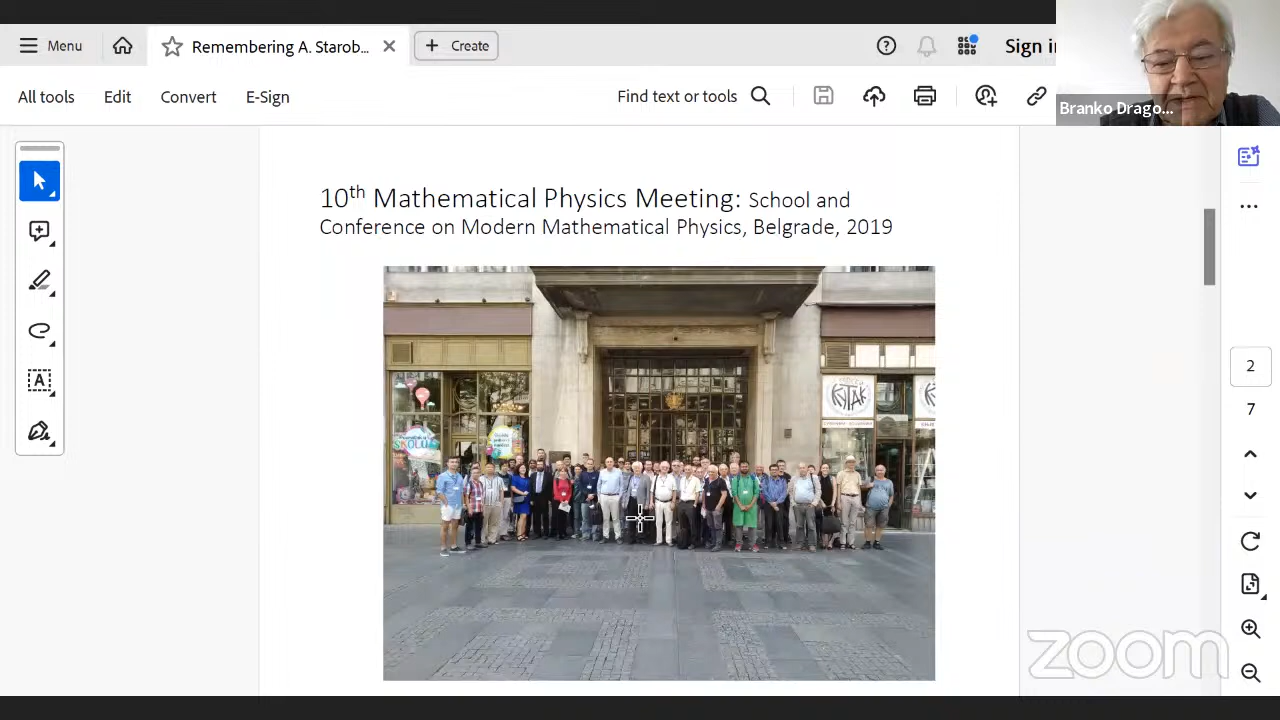 Menu
Remembering A. Starob...
Create
Sign i
All tools
Edit
Convert
E-Sign
Find text or tools
Branko Drago...
10th Mathematical Physics Meeting: School and
Conference on Modern Mathematical Physics, Belgrade, 2019
ŠKOLU
2
7
zoom